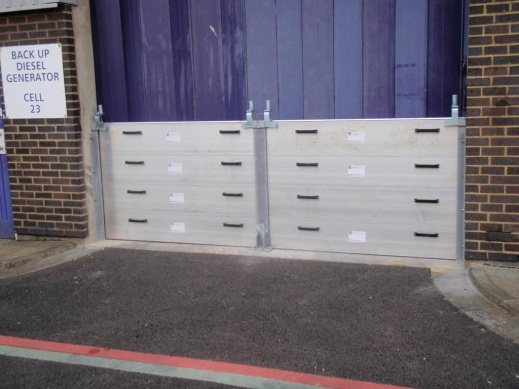 BACK UP
DIESEL
GENERATOR
CELL
23